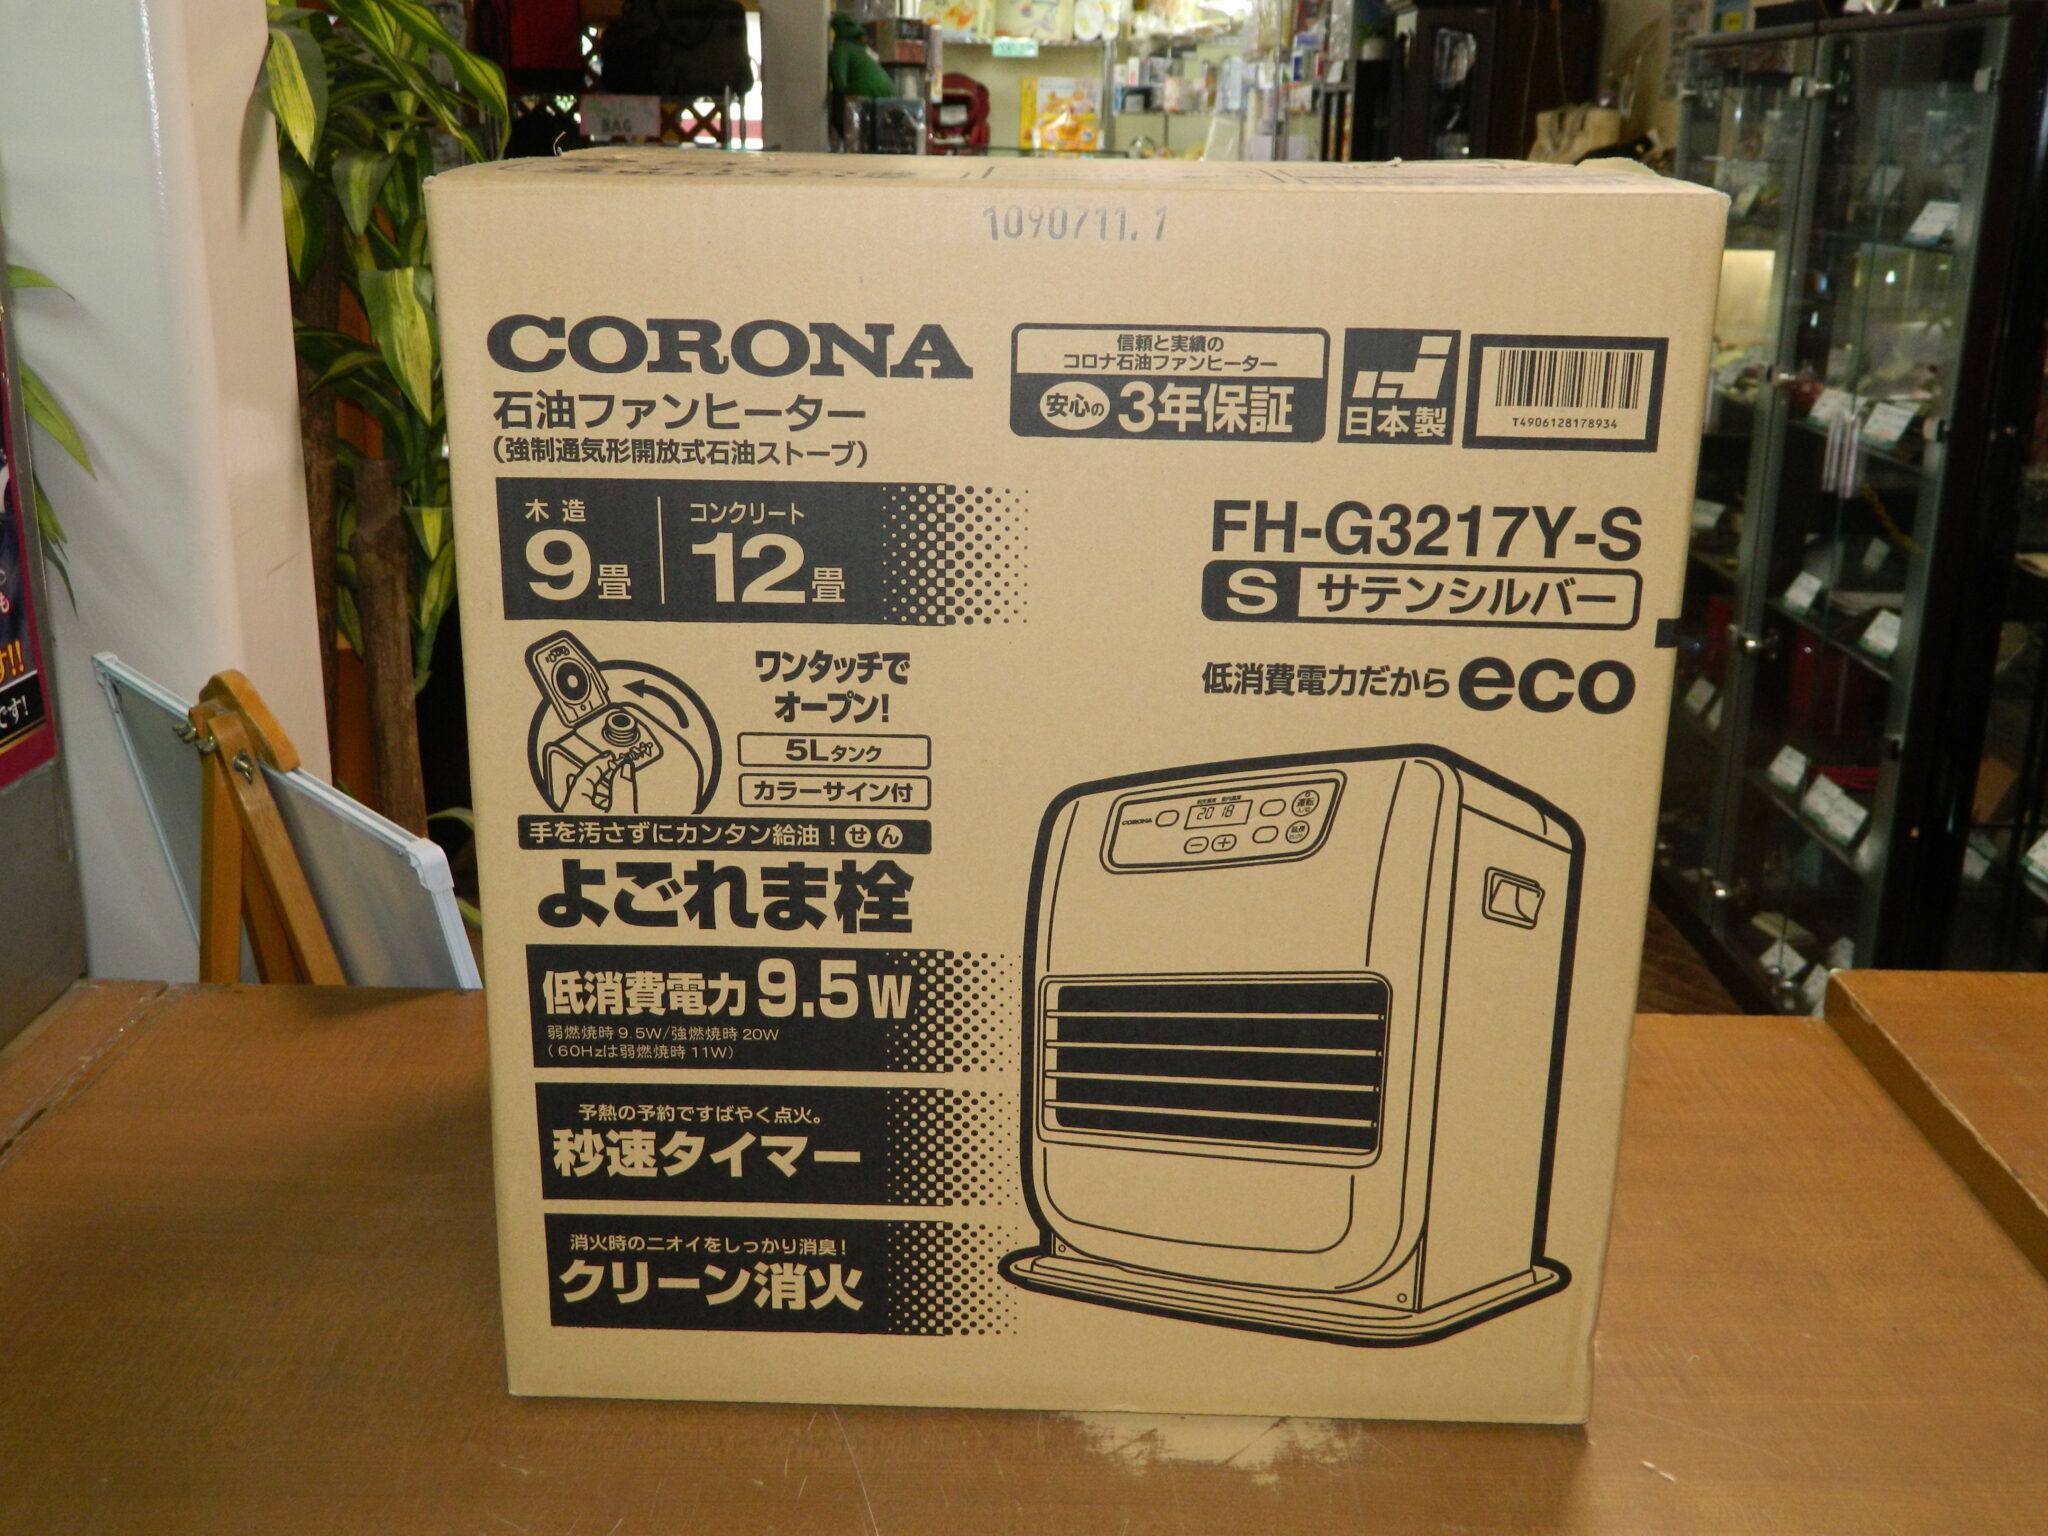 1090711.1
CORONA
石油ファンヒーター
(強制通気形開放式石油ストーブ)
信頼と実績の
コロナ石油ファンヒーター
安心の 3年保証
日本製
T4906128178934
木造
9畳
コンクリート
12畳
FH-G3217Y-S
S サテンシルバー
低消費電力だから eco
ワンタッチで
オープン!
5Lタンク
カラーサイン付
手を汚さずにカンタン給油!せん
よごれま栓
低消費電力 9.5W
弱燃焼時 9.5W/強燃焼時 20W
(60Hzは弱燃焼時 11W)
予熱の予約ですばやく点火。
秒速タイマー
消火時のニオイをしっかり消臭!
クリーン消火
CORONA
20 18
運転
延長
BAG
です!